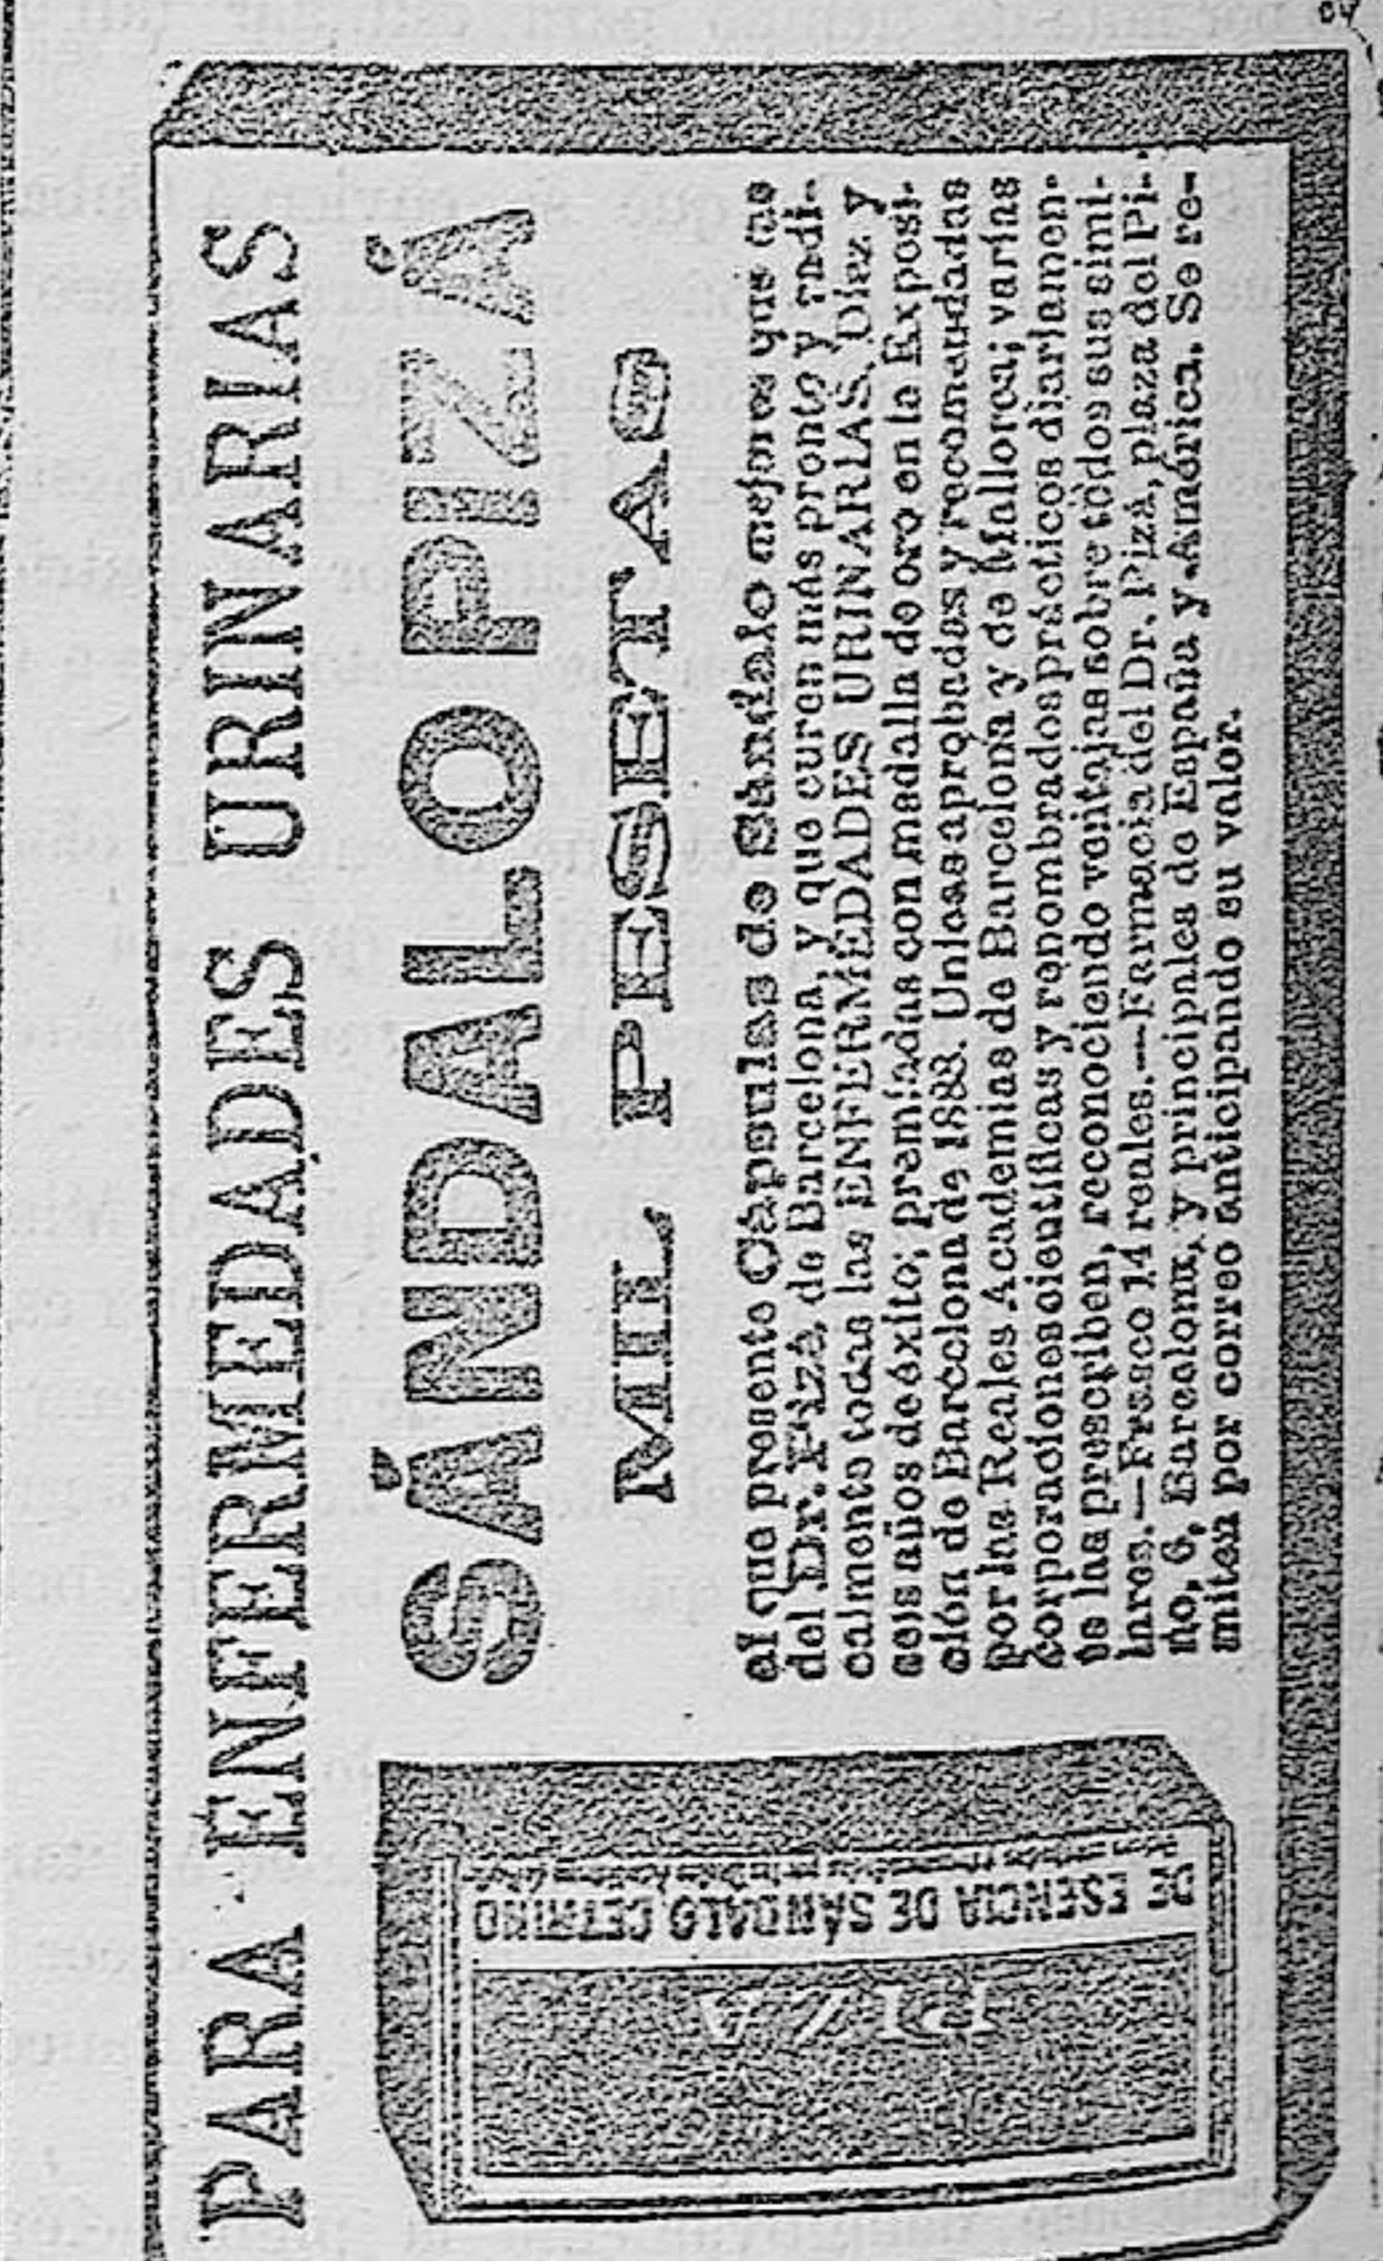 PARA ENFERMEDADES URINARIAS
SÁNDALO PIZÁ
MIL PESETAS
al que presente Cápsulas de Sándalo mejores que las
del Dr. Pizá, de Barcelona, y que curen más pronto y radi-
calmente todas las ENFERMEDADES URINARIAS. Diez y
seis años de éxito; premiadas con medalla de oro en la Exposi-
ción de Barcelona de 1888. Unicas aprobadas y recomendadas
por las Reales Academias de Barcelona y de Mallorca; varias
corporaciones científicas y renombrados prácticos diariamen-
te las prescriben, reconociendo ventajas sobre todos sus simi-
lares.—Frasco 14 reales.—Farmacia del Dr. Pizá, plaza del Pi-
no, 6, Barcelona, y principales de España y América. Se re-
miten por correo anticipando su valor.
PIZA
DE ESENCIA DE SÁNDALO CETRINO